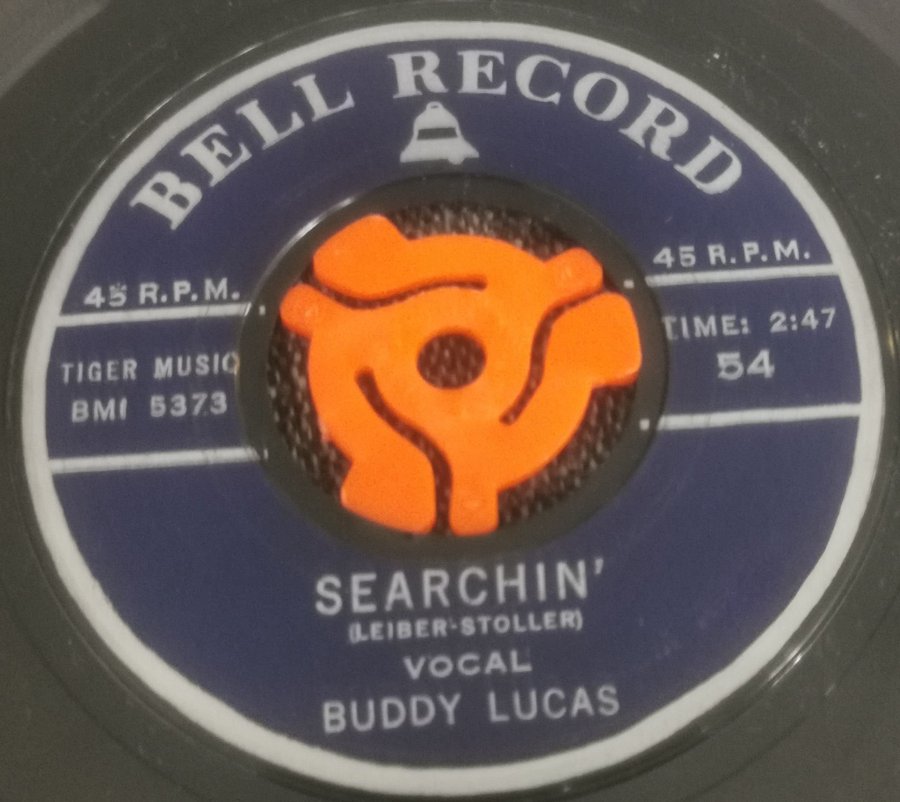 BELL RECORD
45 R.P.M.
45 R.P.M.
TIGER MUSIC
BMI 5373
TIME: 2:47
54
SEARCHIN'
(LEIBER-STOLLER)
VOCAL
BUDDY LUCAS